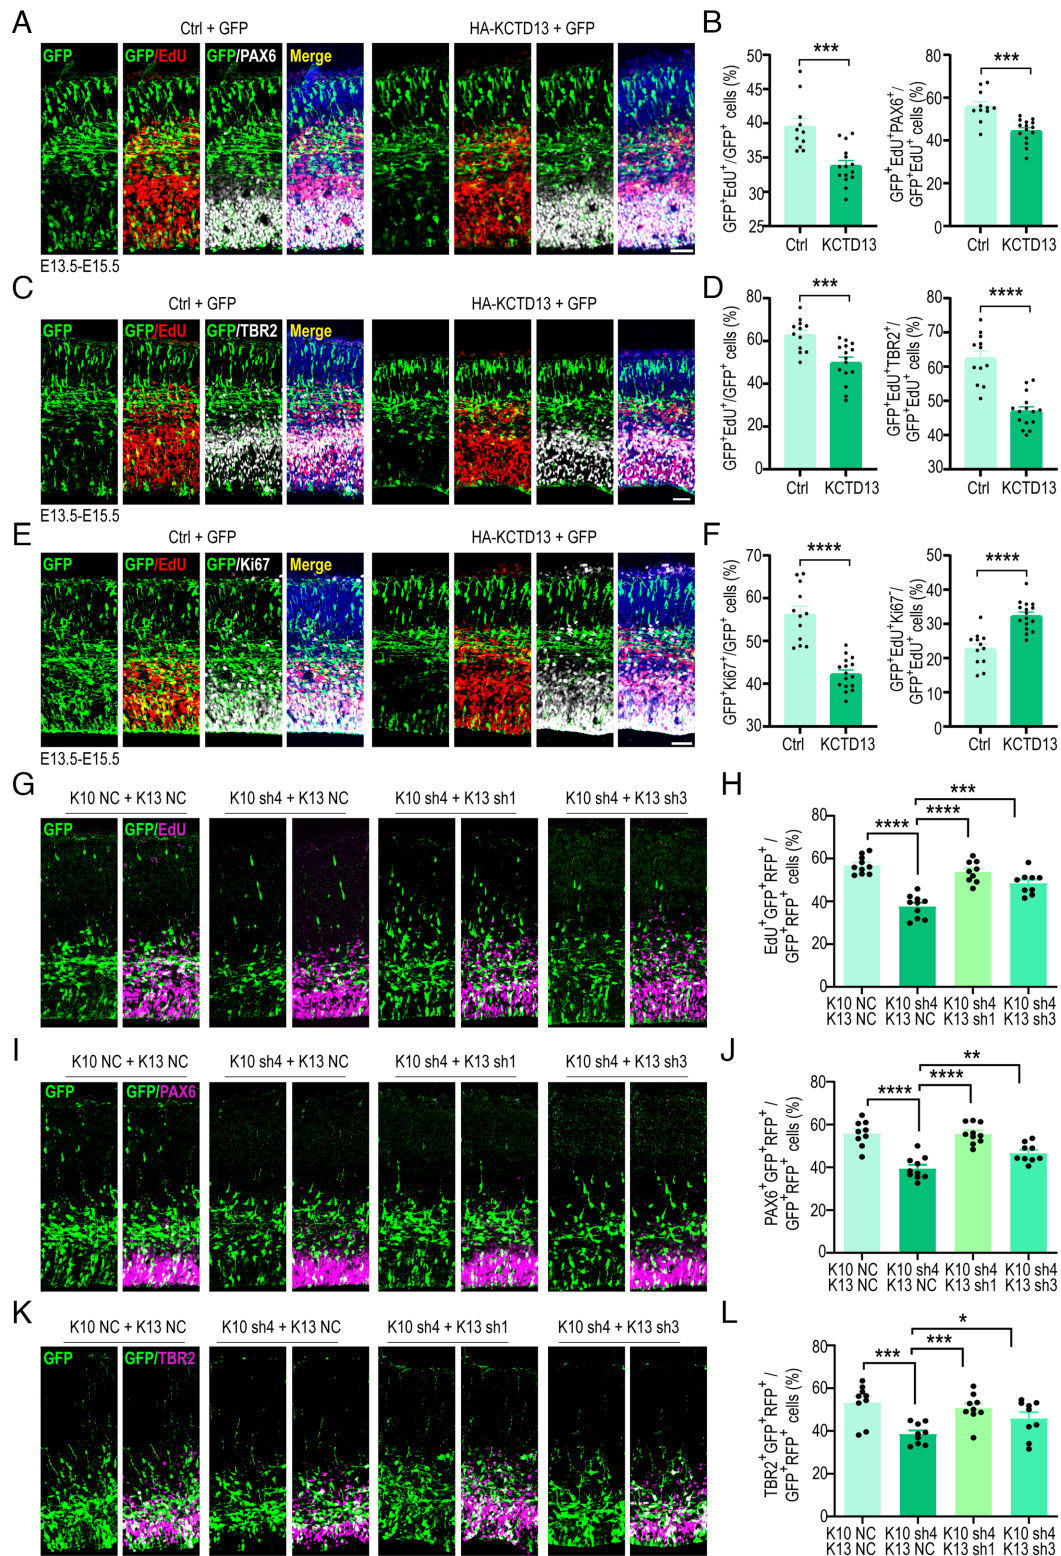 A
Ctrl + GFP
HA-KCTD13 + GFP
GFP
GFP/EdU
GFP/PAX6
Merge
E13.5-E15.5
B
GFP⁺EdU⁺/GFP⁺ cells (%)
50
45
40
35
30
25
***
Ctrl
KCTD13
GFP⁺EdU⁺PAX6⁺/
GFP⁺EdU⁺ cells (%)
80
60
40
20
0
***
Ctrl
KCTD13
C
Ctrl + GFP
HA-KCTD13 + GFP
GFP
GFP/EdU
GFP/TBR2
Merge
E13.5-E15.5
D
GFP⁺EdU⁺/GFP⁺ cells (%)
80
60
40
20
0
***
Ctrl
KCTD13
GFP⁺EdU⁺TBR2⁺/
GFP⁺EdU⁺ cells (%)
80
70
60
50
40
30
****
Ctrl
KCTD13
E
Ctrl + GFP
HA-KCTD13 + GFP
GFP
GFP/EdU
GFP/Ki67
Merge
E13.5-E15.5
F
GFP⁺Ki67⁺/GFP⁺ cells (%)
70
60
50
40
30
****
Ctrl
KCTD13
GFP⁺EdU⁺Ki67⁻/
GFP⁺EdU⁺ cells (%)
50
40
30
20
10
0
****
Ctrl
KCTD13
G
K10 NC + K13 NC
K10 sh4 + K13 NC
K10 sh4 + K13 sh1
K10 sh4 + K13 sh3
GFP
GFP/EdU
H
EdU⁺GFP⁺RFP⁺ /
GFP⁺RFP⁺ cells (%)
80
60
40
20
0
***
****
****
K10 NC K10 sh4 K10 sh4 K10 sh4
K13 NC K13 NC K13 sh1 K13 sh3
I
K10 NC + K13 NC
K10 sh4 + K13 NC
K10 sh4 + K13 sh1
K10 sh4 + K13 sh3
GFP
GFP/PAX6
J
PAX6⁺GFP⁺RFP⁺ /
GFP⁺RFP⁺ cells (%)
80
60
40
20
0
**
****
****
K10 NC K10 sh4 K10 sh4 K10 sh4
K13 NC K13 NC K13 sh1 K13 sh3
K
K10 NC + K13 NC
K10 sh4 + K13 NC
K10 sh4 + K13 sh1
K10 sh4 + K13 sh3
GFP
GFP/TBR2
L
TBR2⁺GFP⁺RFP⁺ /
GFP⁺RFP⁺ cells (%)
80
60
40
20
0
*
***
***
K10 NC K10 sh4 K10 sh4 K10 sh4
K13 NC K13 NC K13 sh1 K13 sh3